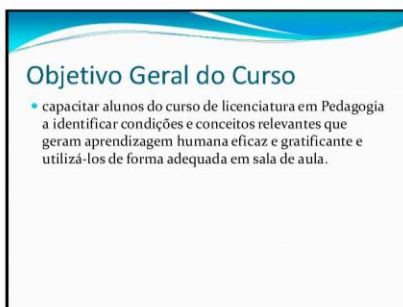 Objetivo Geral do Curso
capacitar alunos do curso de licenciatura em Pedagogia
a identificar condições e conceitos relevantes que
geram aprendizagem humana eficaz e gratificante e
utilizá-los de forma adequada em sala de aula.